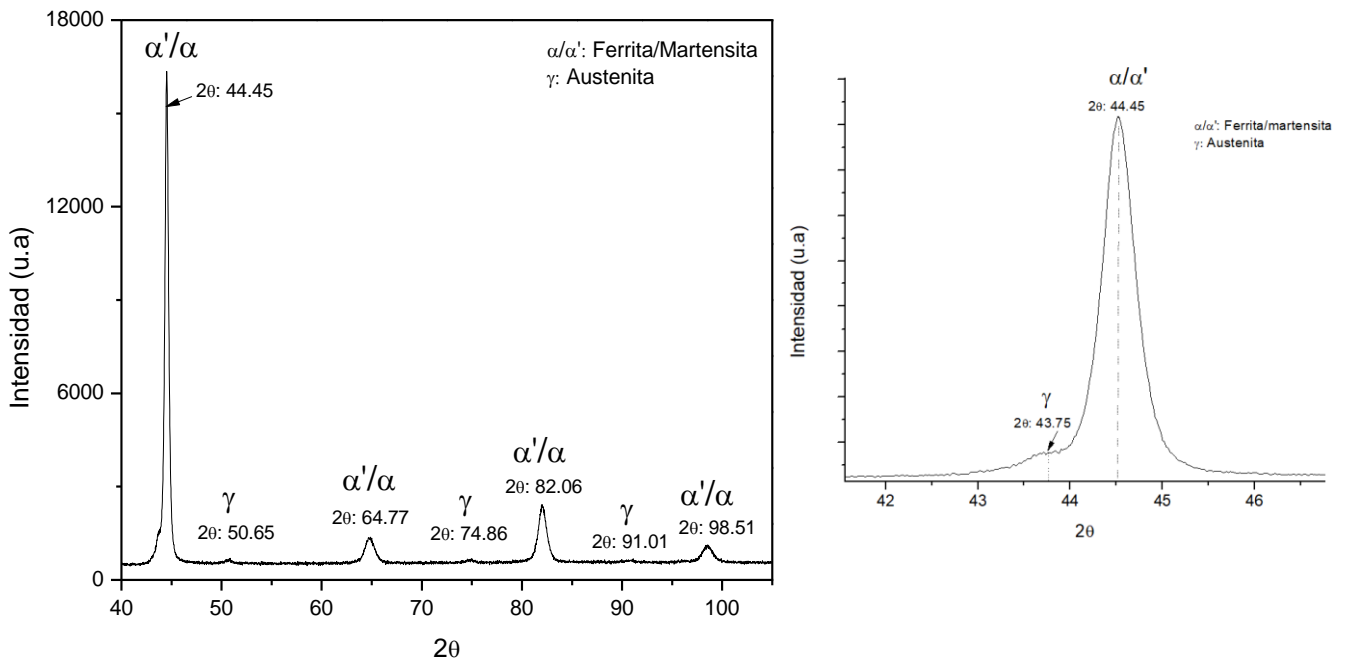 18000
12000
6000
0
Intensidad (u.a)
α'/α
2θ: 44.45
α/α': Ferrita/Martensita
γ: Austenita
γ
2θ: 50.65
α'/α
2θ: 64.77
γ
2θ: 74.86
α'/α
2θ: 82.06
γ
2θ: 91.01
α'/α
2θ: 98.51
40 50 60 70 80 90 100
2θ
Intensidad (u.a)
α/α'
2θ: 44.45
α/α': Ferrita/martensita
γ: Austenita
γ
2θ: 43.75
42 43 44 45 46
2θ